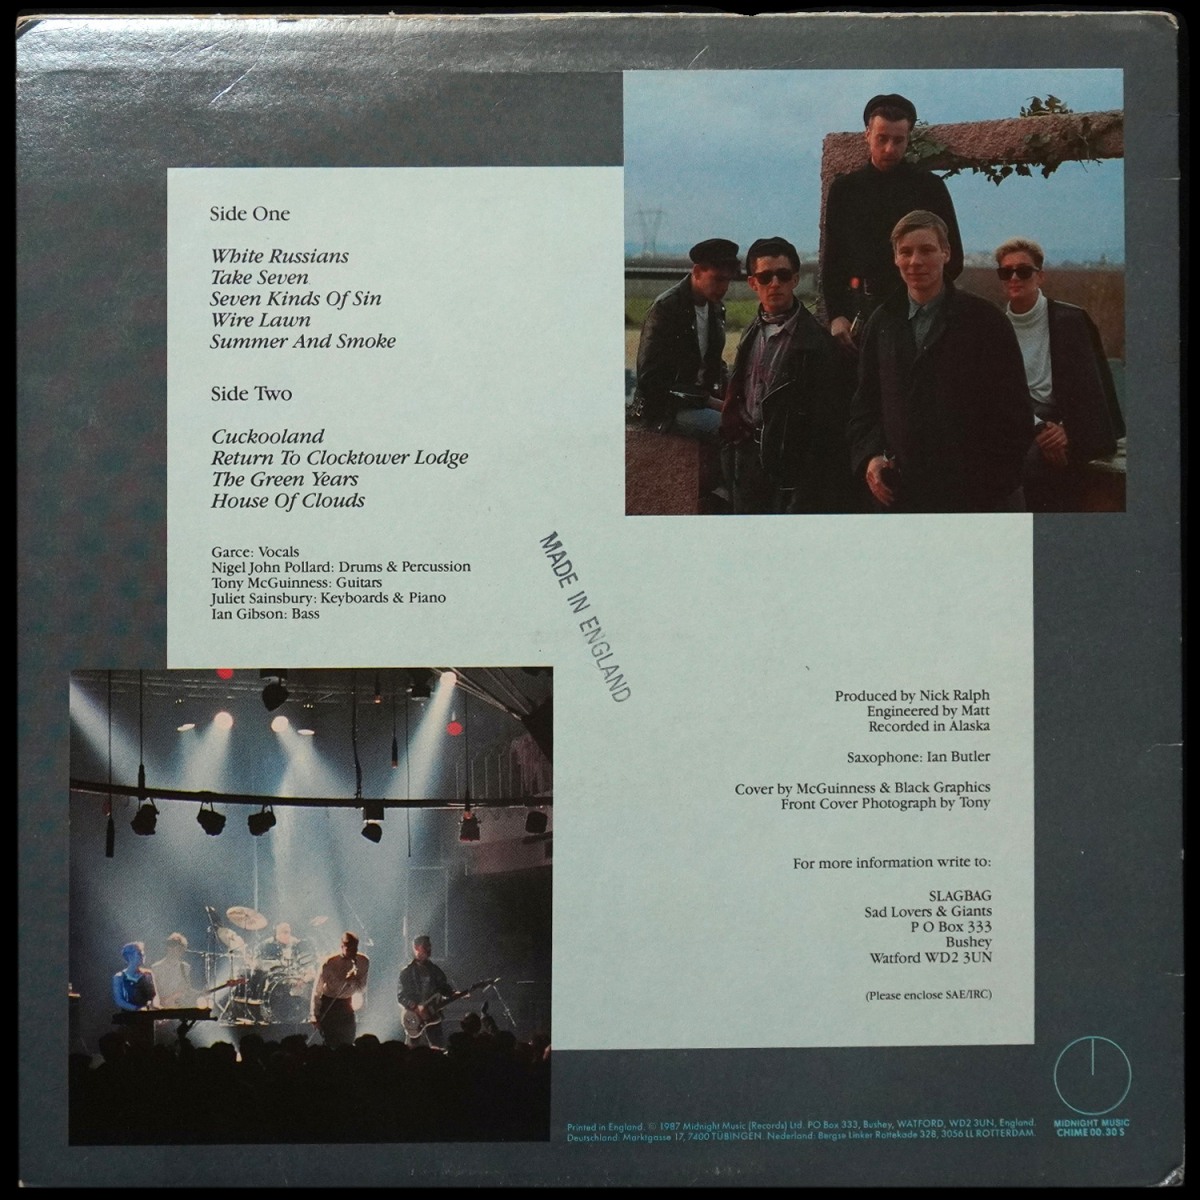 Side One
White Russians
Take Seven
Seven Kinds Of Sin
Wire Lawn
Summer And Smoke
Side Two
Cuckooland
Return To Clocktower Lodge
The Green Years
House Of Clouds
Garce: Vocals
Nigel John Pollard: Drums & Percussion
Tony McGuinness: Guitars
Juliet Sainsbury: Keyboards & Piano
Ian Gibson: Bass
MADE IN ENGLAND
Produced by Nick Ralph
Engineered by Matt
Recorded in Alaska
Saxophone: Ian Butler
Cover by McGuinness & Black Graphics
Front Cover Photograph by Tony
For more information write to:
SLAGBAG
Sad Lovers & Giants
P O Box 333
Bushey
Watford WD2 3UN
(Please enclose SAE/IRC)
Printed in England. © 1987 Midnight Music (Records) Ltd. PO Box 333, Bushey, WATFORD, WD2 3UN, England.
Deutschland: Marktgasse 17, 7400 TÜBINGEN. Nederland: Bergse Linker Rottekade 328, 3056 LL ROTTERDAM.
MIDNIGHT MUSIC
CHIME 00.30 S